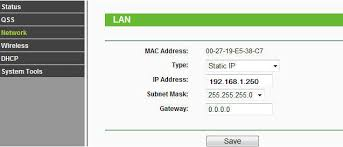 Status
QSS
Network
Wireless
DHCP
System Tools
LAN
MAC Address: 00-27-19-E5-38-C7
Type: Static IP
IP Address: 192.168.1.250
Subnet Mask: 255.255.255.0
Gateway: 0.0.0.0
Save